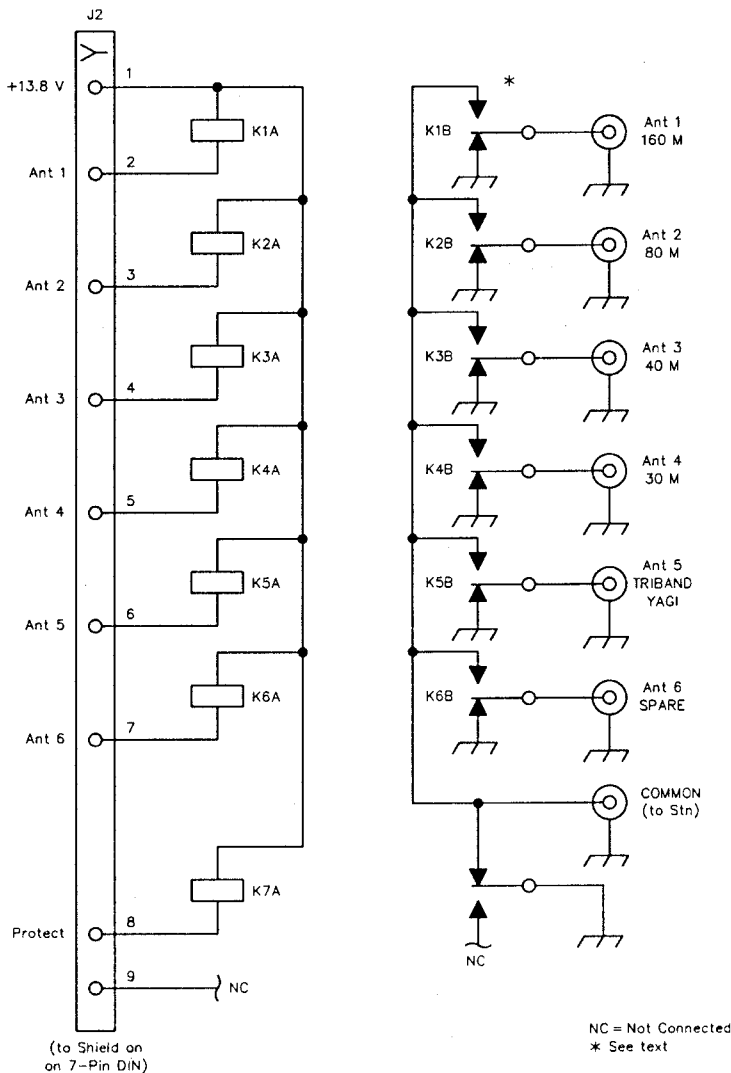 J2
+13.8 V
1
K1A
Ant 1
2
K2A
Ant 2
3
K3A
Ant 3
4
K4A
Ant 4
5
K5A
Ant 5
6
K6A
Ant 6
7
K7A
Protect
8
9
NC
(to Shield on
on 7-Pin DIN)
*
K1B
Ant 1
160 M
K2B
Ant 2
80 M
K3B
Ant 3
40 M
K4B
Ant 4
30 M
K5B
Ant 5
TRIBAND
YAGI
K6B
Ant 6
SPARE
COMMON
(to Stn)
NC
NC = Not Connected
* See text